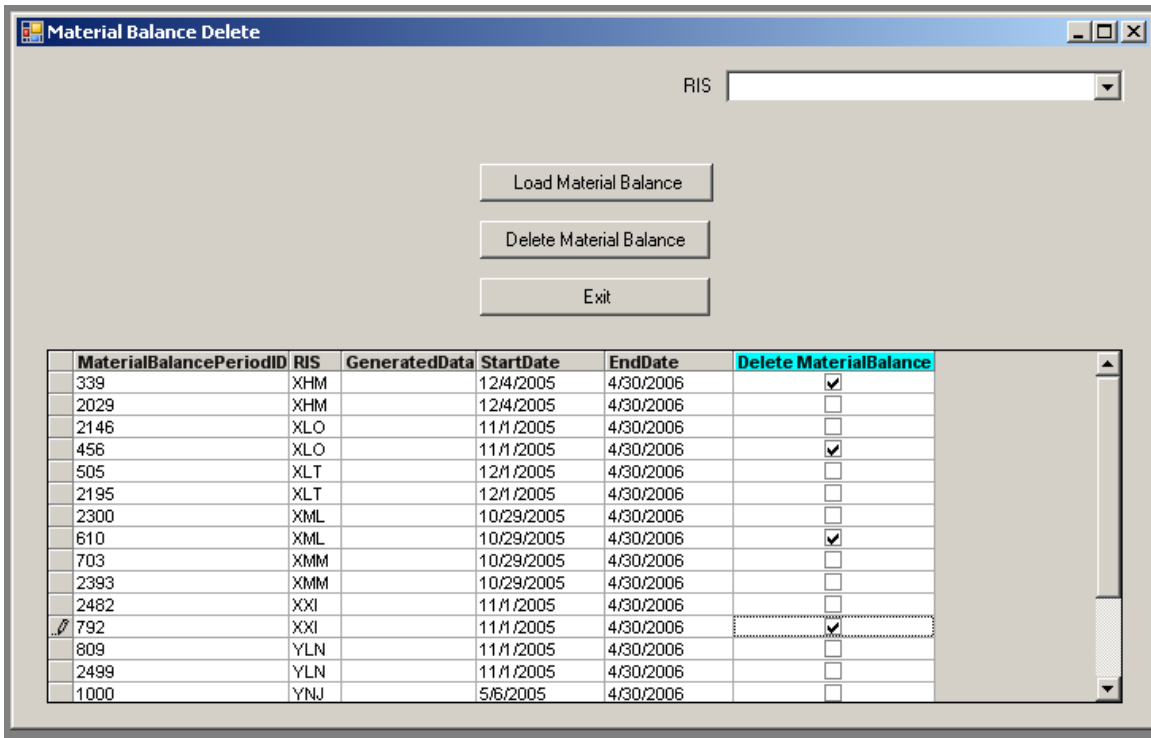 Material Balance Delete
RIS
Load Material Balance
Delete Material Balance
Exit
MaterialBalancePeriodID RIS GeneratedData StartDate EndDate Delete MaterialBalance
339 XHM 12/4/2005 4/30/2006
2029 XHM 12/4/2005 4/30/2006
2146 XLO 11/1/2005 4/30/2006
456 XLO 11/1/2005 4/30/2006
505 XLT 12/1/2005 4/30/2006
2195 XLT 12/1/2005 4/30/2006
2300 XML 10/29/2005 4/30/2006
610 XML 10/29/2005 4/30/2006
703 XMM 10/29/2005 4/30/2006
2393 XMM 10/29/2005 4/30/2006
2482 XXI 11/1/2005 4/30/2006
792 XXI 11/1/2005 4/30/2006
809 YLN 11/1/2005 4/30/2006
2499 YLN 11/1/2005 4/30/2006
1000 YNJ 5/6/2005 4/30/2006